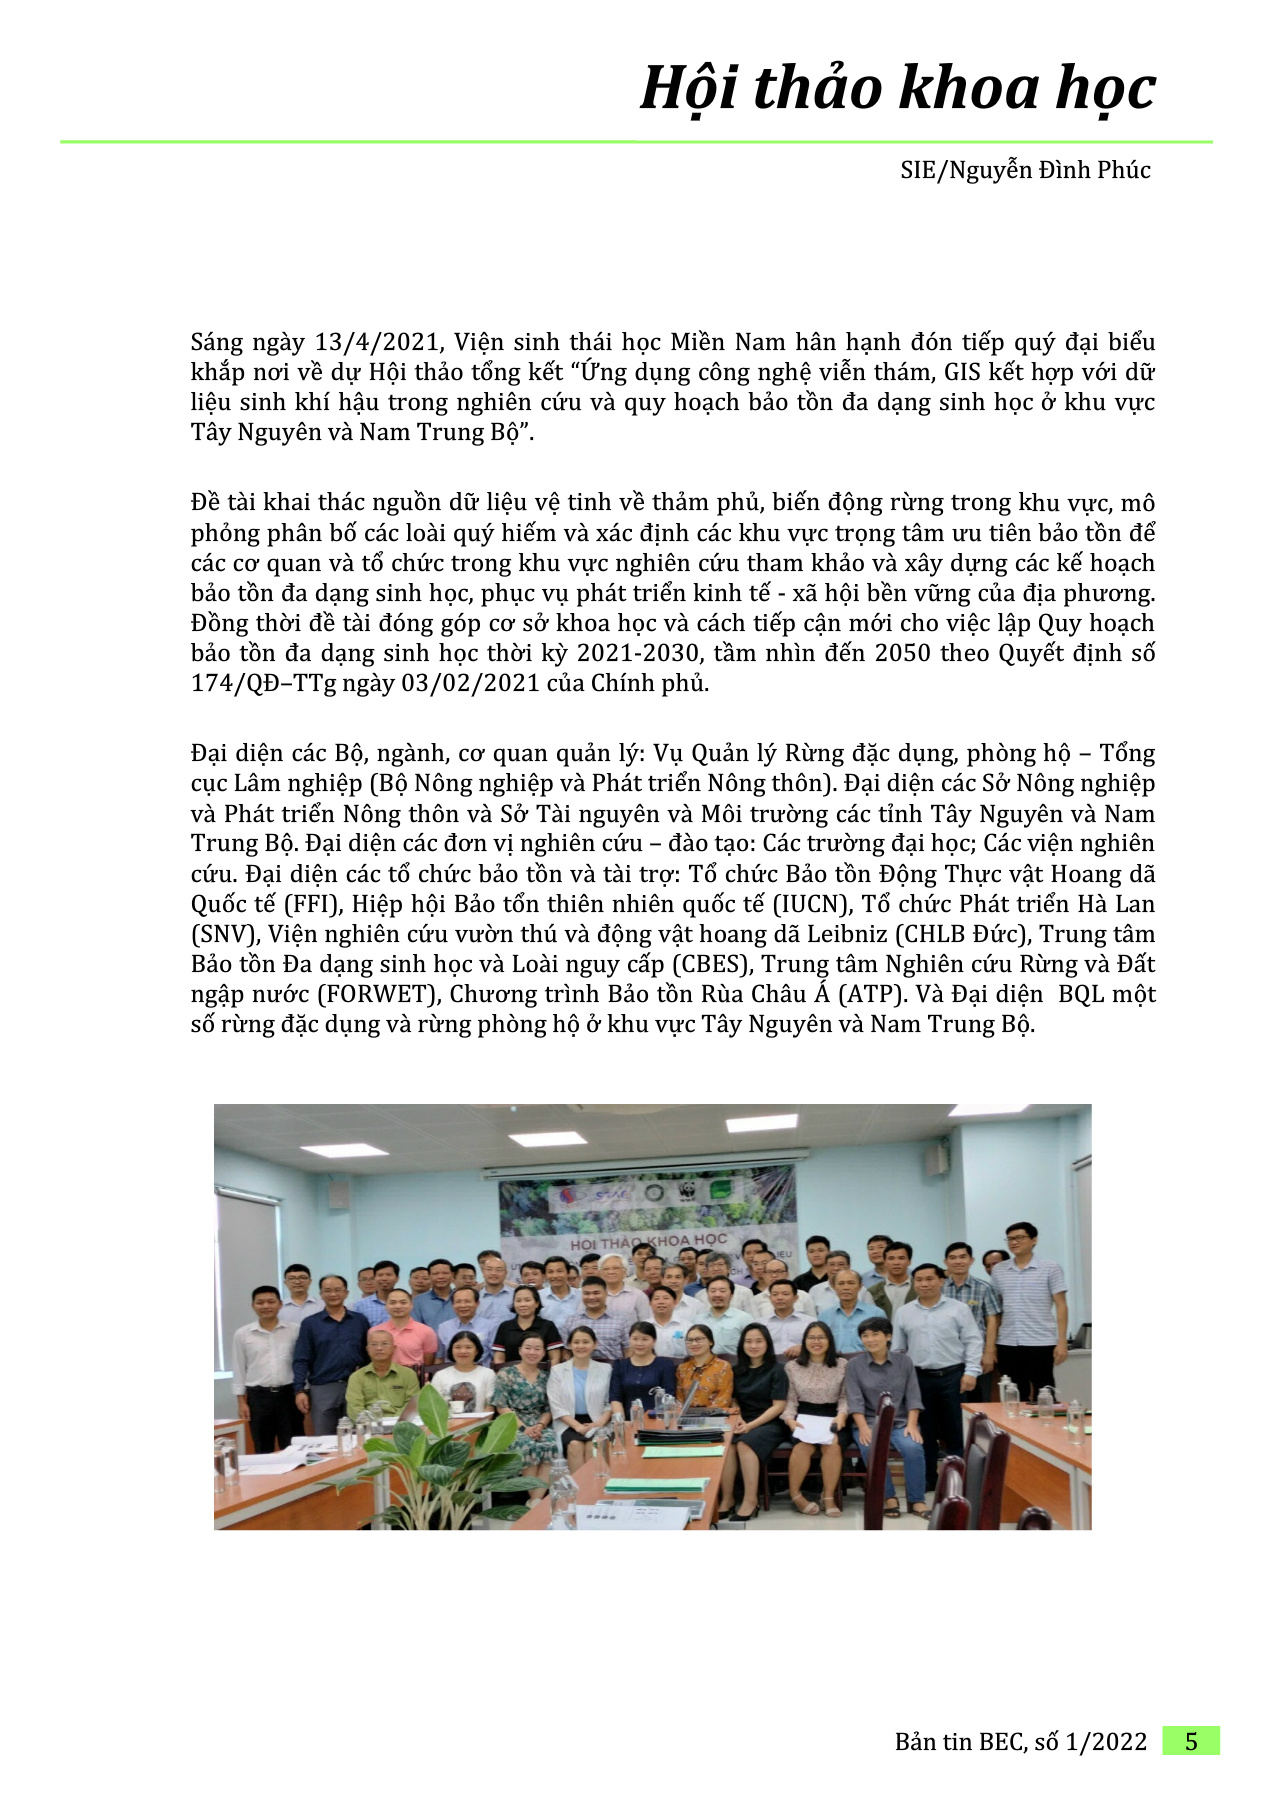 Hội thảo khoa học
SIE/Nguyễn Đình Phúc
Sáng ngày 13/4/2021, Viện sinh thái học Miền Nam hân hạnh đón tiếp quý đại biểu
khắp nơi về dự Hội thảo tổng kết “Ứng dụng công nghệ viễn thám, GIS kết hợp với dữ
liệu sinh khí hậu trong nghiên cứu và quy hoạch bảo tồn đa dạng sinh học ở khu vực
Tây Nguyên và Nam Trung Bộ”.
Đề tài khai thác nguồn dữ liệu vệ tinh về thảm phủ, biến động rừng trong khu vực, mô
phỏng phân bố các loài quý hiếm và xác định các khu vực trọng tâm ưu tiên bảo tồn để
các cơ quan và tổ chức trong khu vực nghiên cứu tham khảo và xây dựng các kế hoạch
bảo tồn đa dạng sinh học, phục vụ phát triển kinh tế - xã hội bền vững của địa phương.
Đồng thời đề tài đóng góp cơ sở khoa học và cách tiếp cận mới cho việc lập Quy hoạch
bảo tồn đa dạng sinh học thời kỳ 2021-2030, tầm nhìn đến 2050 theo Quyết định số
174/QĐ–TTg ngày 03/02/2021 của Chính phủ.
Đại diện các Bộ, ngành, cơ quan quản lý: Vụ Quản lý Rừng đặc dụng, phòng hộ – Tổng
cục Lâm nghiệp (Bộ Nông nghiệp và Phát triển Nông thôn). Đại diện các Sở Nông nghiệp
và Phát triển Nông thôn và Sở Tài nguyên và Môi trường các tỉnh Tây Nguyên và Nam
Trung Bộ. Đại diện các đơn vị nghiên cứu – đào tạo: Các trường đại học; Các viện nghiên
cứu. Đại diện các tổ chức bảo tồn và tài trợ: Tổ chức Bảo tồn Động Thực vật Hoang dã
Quốc tế (FFI), Hiệp hội Bảo tổn thiên nhiên quốc tế (IUCN), Tổ chức Phát triển Hà Lan
(SNV), Viện nghiên cứu vườn thú và động vật hoang dã Leibniz (CHLB Đức), Trung tâm
Bảo tồn Đa dạng sinh học và Loài nguy cấp (CBES), Trung tâm Nghiên cứu Rừng và Đất
ngập nước (FORWET), Chương trình Bảo tồn Rùa Châu Á (ATP). Và Đại diện BQL một
số rừng đặc dụng và rừng phòng hộ ở khu vực Tây Nguyên và Nam Trung Bộ.
HỘI THẢO KHOA HỌC
Bản tin BEC, số 1/2022 5